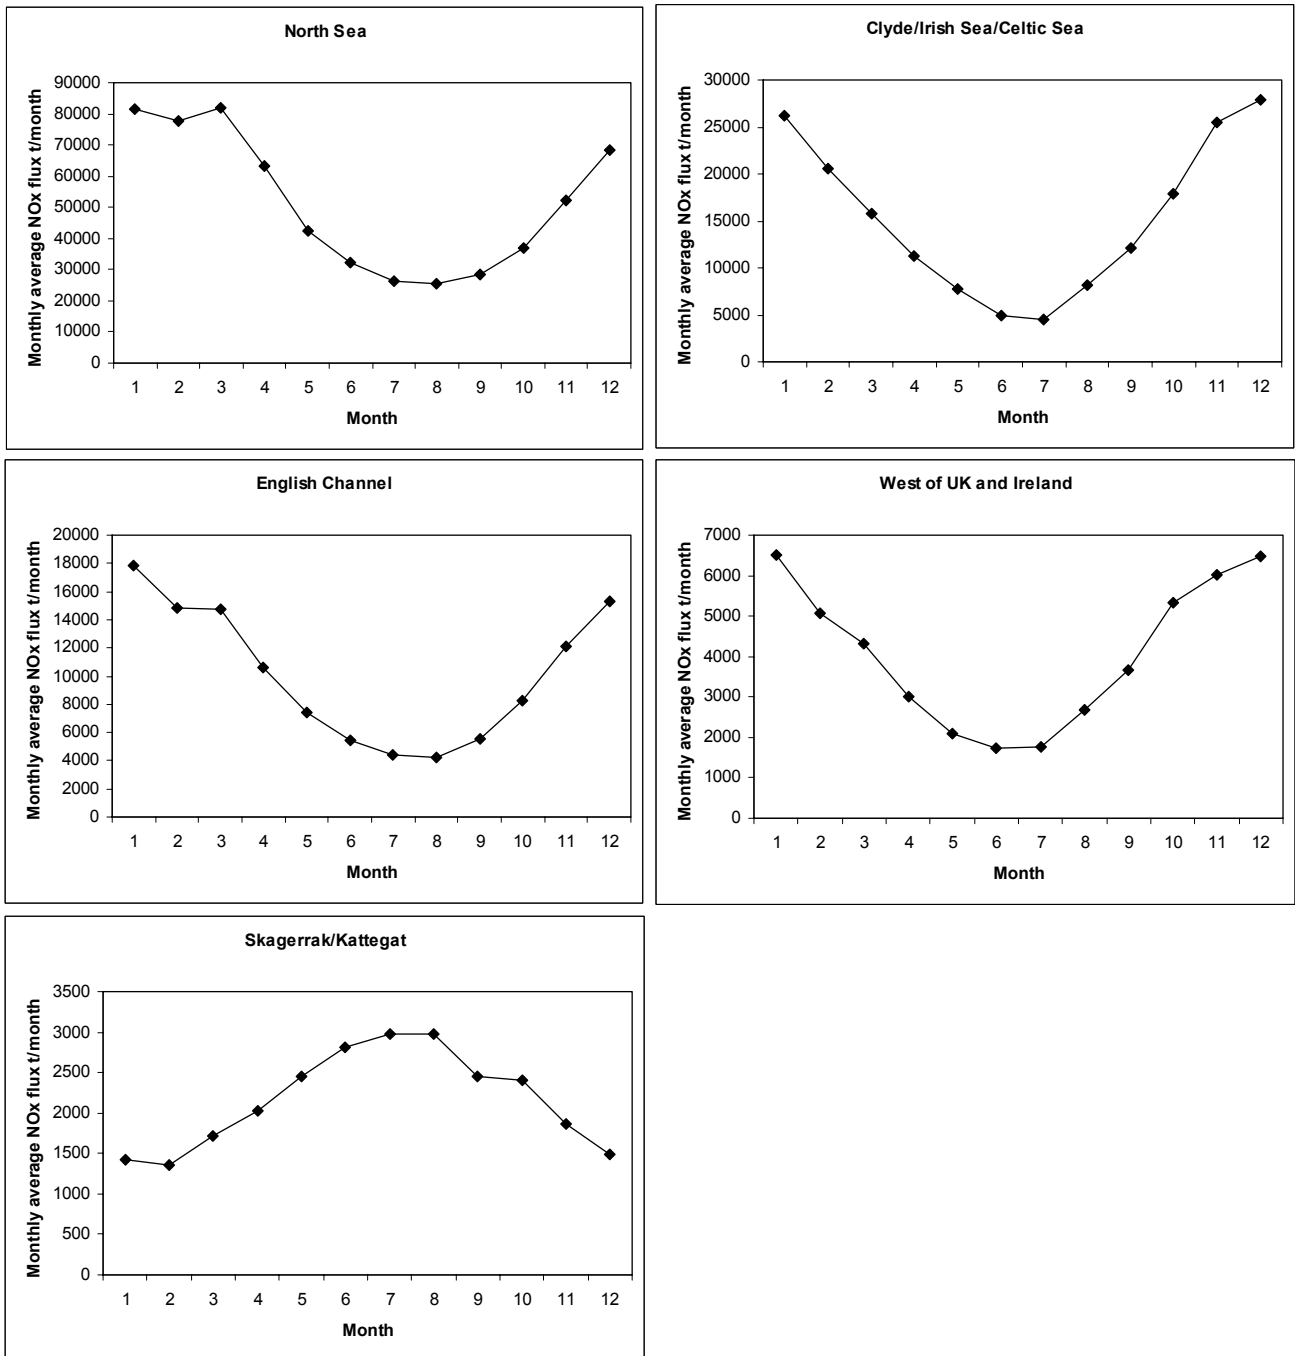 North Sea
Monthly average NOx flux t/month
90000
80000
70000
60000
50000
40000
30000
20000
10000
0
1 2 3 4 5 6 7 8 9 10 11 12
Month
Clyde/Irish Sea/Celtic Sea
Monthly average NOx flux t/month
30000
25000
20000
15000
10000
5000
0
1 2 3 4 5 6 7 8 9 10 11 12
Month
English Channel
Monthly average NOx flux t/month
20000
18000
16000
14000
12000
10000
8000
6000
4000
2000
0
1 2 3 4 5 6 7 8 9 10 11 12
Month
West of UK and Ireland
Monthly average NOx flux t/month
7000
6000
5000
4000
3000
2000
1000
0
1 2 3 4 5 6 7 8 9 10 11 12
Month
Skagerrak/Kattegat
Monthly average NOx flux t/month
3500
3000
2500
2000
1500
1000
500
0
1 2 3 4 5 6 7 8 9 10 11 12
Month